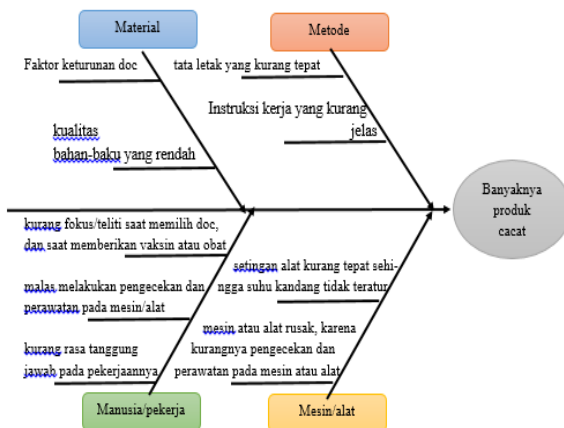 Material
Metode
Faktor keturunan doc
tata letak yang kurang tepat
Instruksi kerja yang kurang
jelas
kualitas
bahan-baku yang rendah
Banyaknya
produk
cacat
kurang fokus/teliti saat memilih doc,
dan saat memberikan vaksin atau obat
setingan alat kurang tepat sehi-
ngga suhu kandang tidak teratur
malas melakukan pengecekan dan
perawatan pada mesin/alat
mesin atau alat rusak, karena
kurangnya pengecekan dan
perawatan pada mesin atau alat
kurang rasa tanggung
jawab pada pekerjaannya
Manusia/pekerja
Mesin/alat